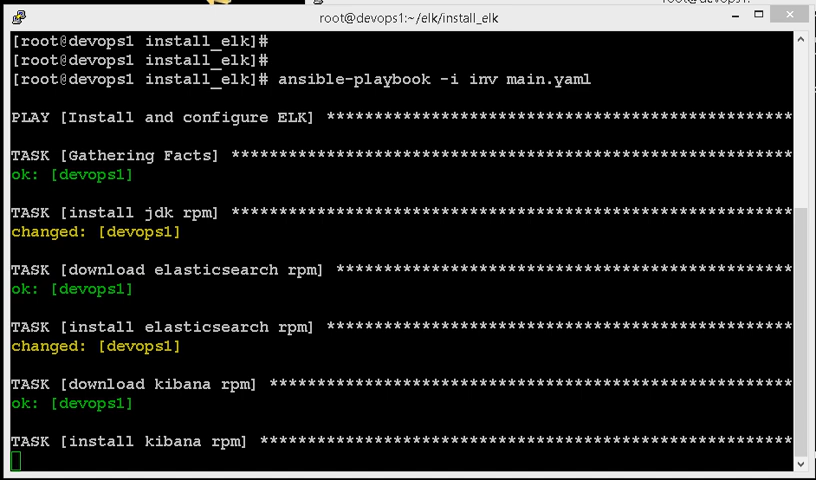 root@devops1:~/elk/install_elk
[root@devops1 install_elk]#
[root@devops1 install_elk]#
[root@devops1 install_elk]# ansible-playbook -i inv main.yaml
PLAY [Install and configure ELK] *************************************************
TASK [Gathering Facts] ***********************************************************
ok: [devops1]
TASK [install jdk rpm] ***********************************************************
changed: [devops1]
TASK [download elasticsearch rpm] ************************************************
ok: [devops1]
TASK [install elasticsearch rpm] *************************************************
changed: [devops1]
TASK [download kibana rpm] *******************************************************
ok: [devops1]
TASK [install kibana rpm] ********************************************************